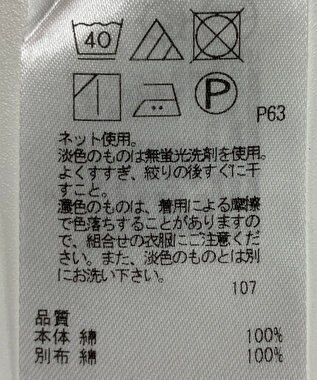 40
P
P63
ネット使用。
淡色のものは無蛍光洗剤を使用。
よくすすぎ、絞りの後すぐに干
すこと。
濃色のものは、着用による摩擦
で色落ちすることがありますの
で、組合せの衣服にご注意くだ
さい。また、淡色のものとは別
にお洗い下さい。
107
品質
本体 綿 100%
別布 綿 100%